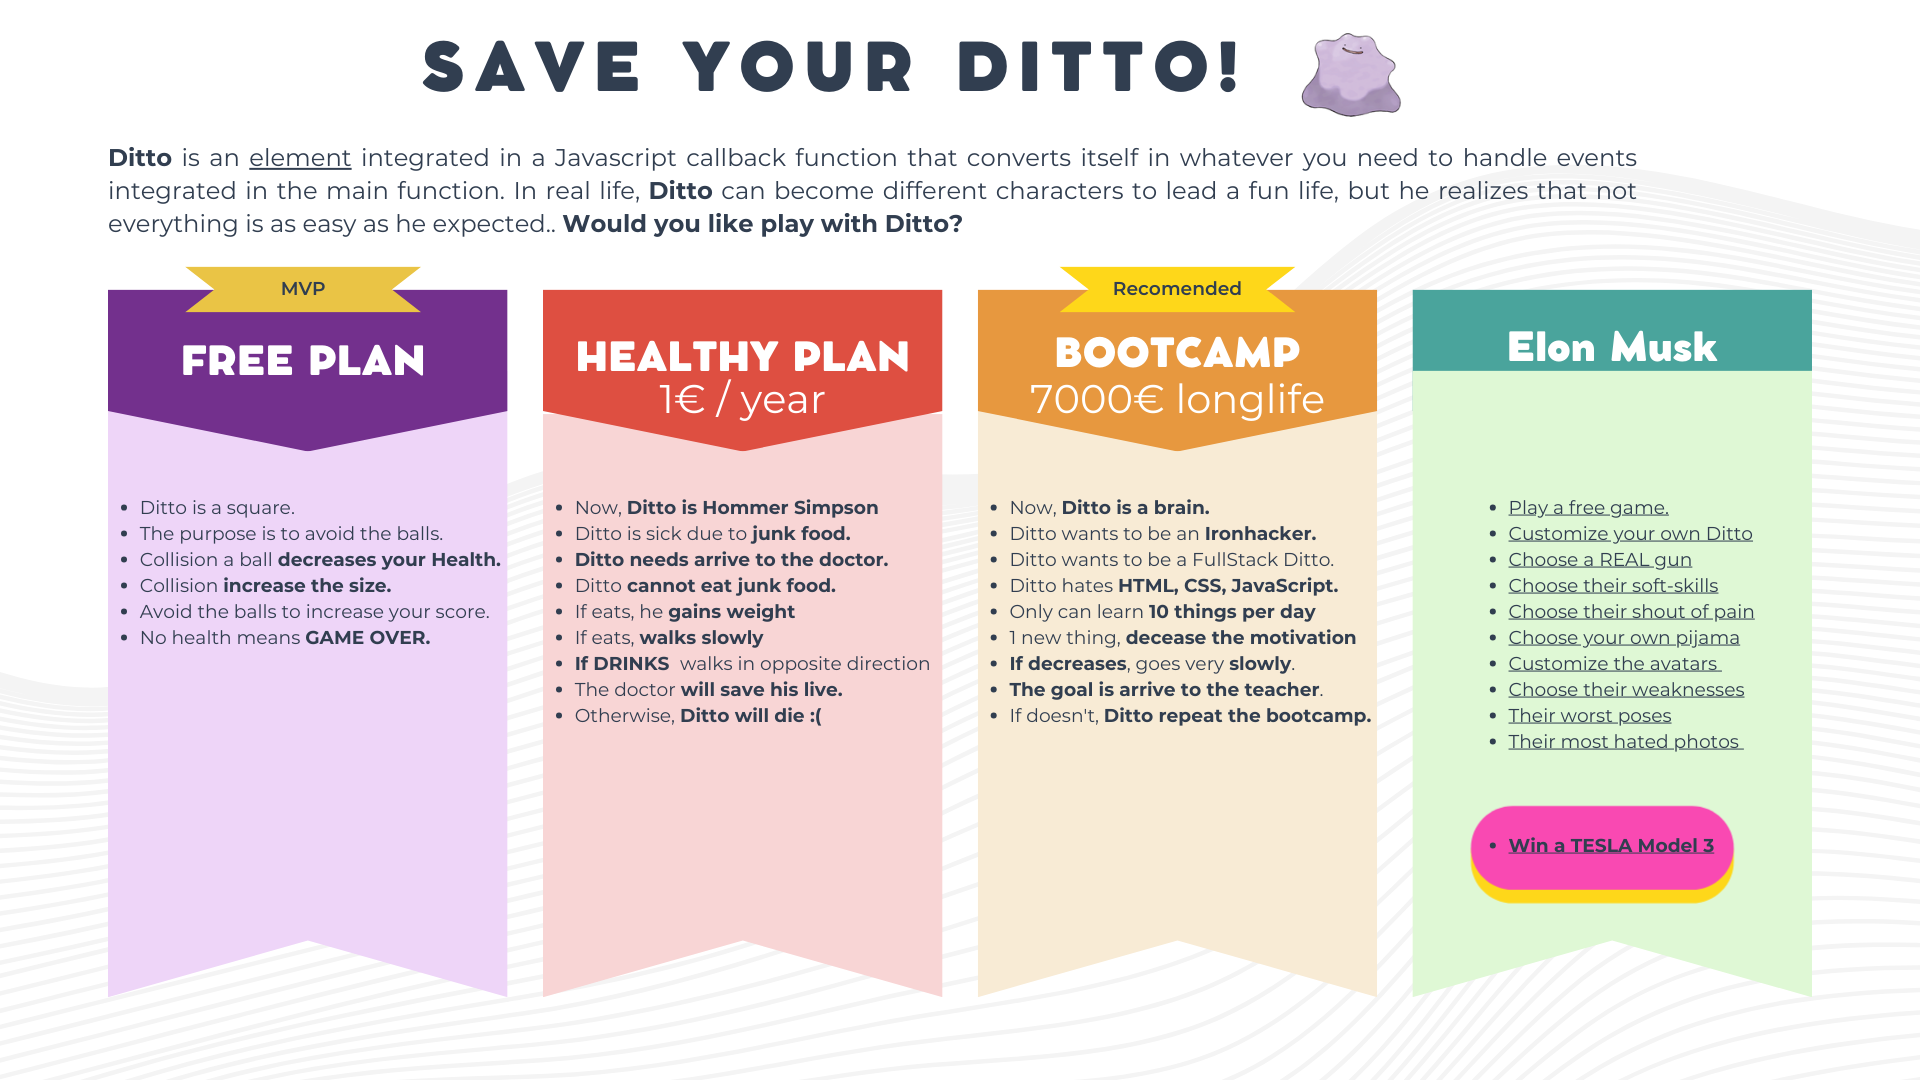 SAVE YOUR DITTO!
Ditto is an element integrated in a Javascript callback function that converts itself in whatever you need to handle events
integrated in the main function. In real life, Ditto can become different characters to lead a fun life, but he realizes that not
everything is as easy as he expected.. Would you like play with Ditto?
MVP
FREE PLAN
• Ditto is a square.
• The purpose is to avoid the balls.
• Collision a ball decreases your Health.
• Collision increase the size.
• Avoid the balls to increase your score.
• No health means GAME OVER.
HEALTHY PLAN
1€ / year
• Now, Ditto is Hommer Simpson
• Ditto is sick due to junk food.
• Ditto needs arrive to the doctor.
• Ditto cannot eat junk food.
• If eats, he gains weight
• If eats, walks slowly
• If DRINKS walks in opposite direction
• The doctor will save his live.
• Otherwise, Ditto will die :(
Recomended
BOOTCAMP
7000€ longlife
• Now, Ditto is a brain.
• Ditto wants to be an Ironhacker.
• Ditto wants to be a FullStack Ditto.
• Ditto hates HTML, CSS, JavaScript.
• Only can learn 10 things per day
• 1 new thing, decease the motivation
• If decreases, goes very slowly.
• The goal is arrive to the teacher.
• If doesn't, Ditto repeat the bootcamp.
Elon Musk
• Play a free game.
• Customize your own Ditto
• Choose a REAL gun
• Choose their soft-skills
• Choose their shout of pain
• Choose your own pijama
• Customize the avatars
• Choose their weaknesses
• Their worst poses
• Their most hated photos
• Win a TESLA Model 3